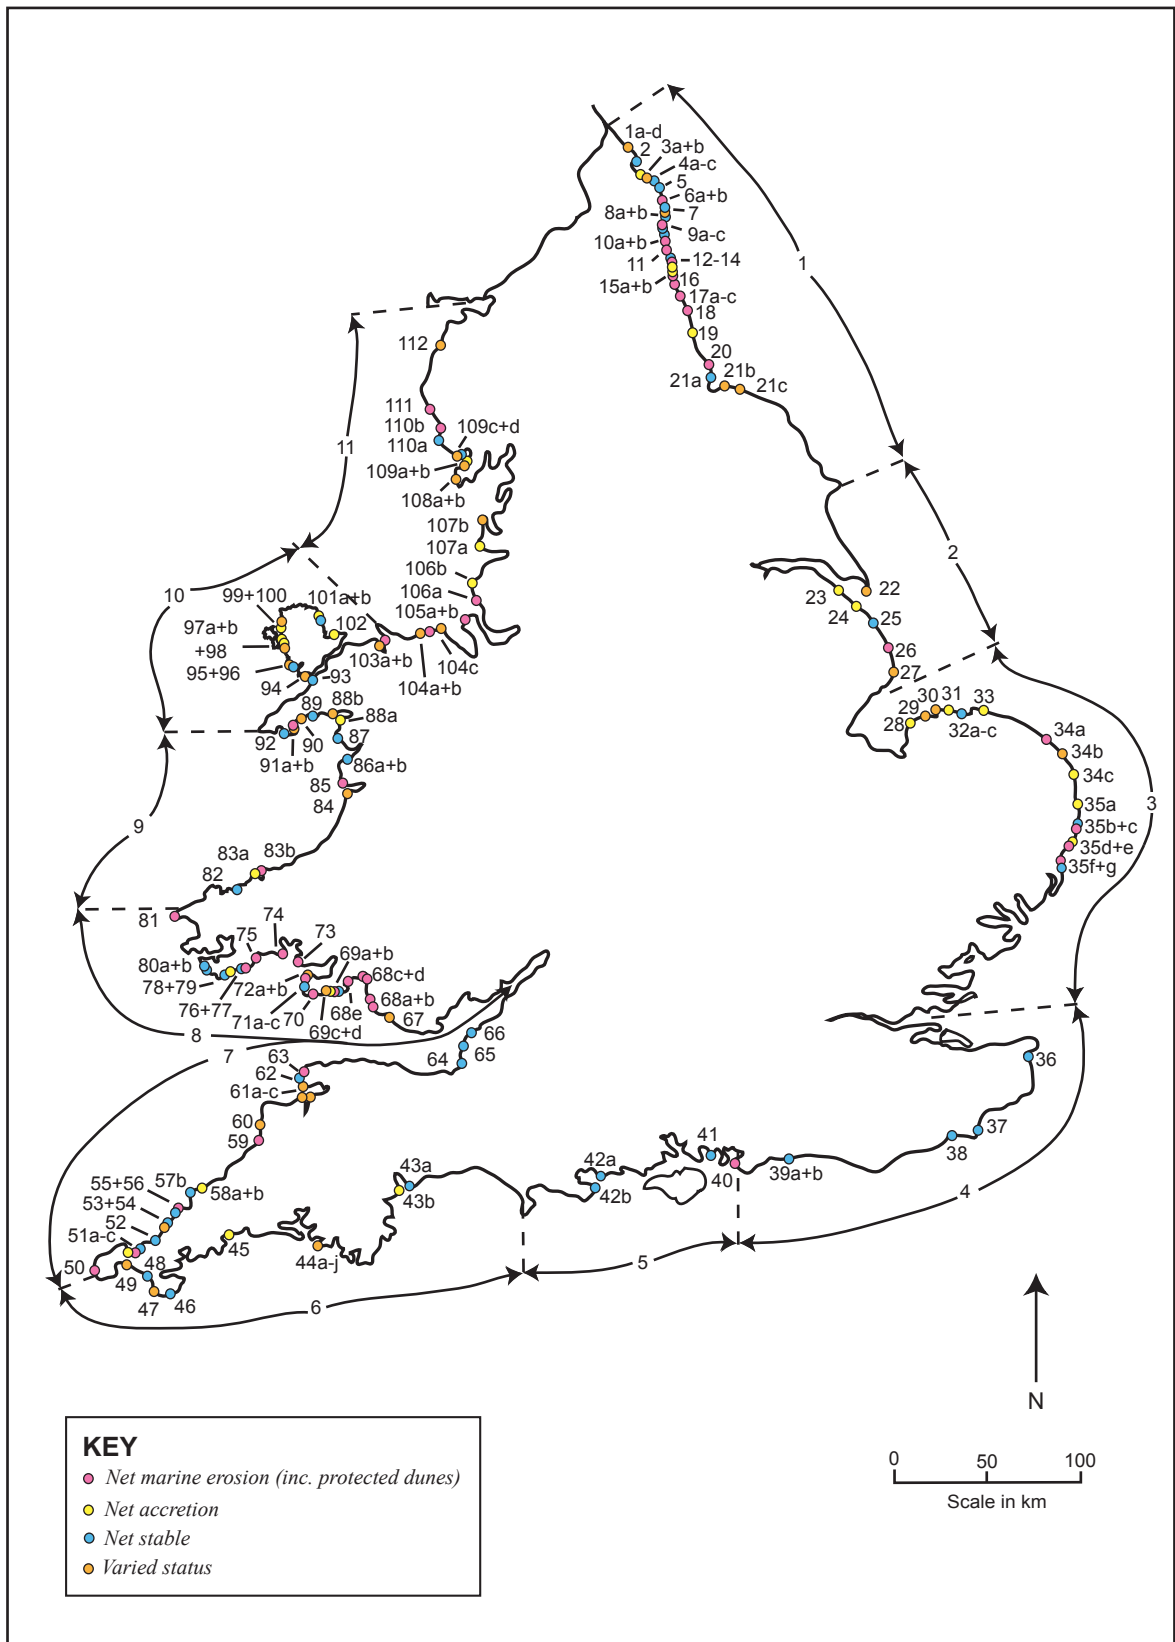 1a-d
2
3a+b
4a-c
5
6a+b
8a+b
7
9a-c
10a+b
11
12-14
15a+b
16
17a-c
18
19
20
21a
21b
21c
1
112
111
110b
110a
109c+d
109a+b
108a+b
11
107b
107a
106b
106a
105a+b
104c
104a+b
103a+b
10
99+100
101a+b
102
97a+b
+98
95+96
94
93
2
22
23
24
25
26
27
89
88b
88a
87
90
92
91a+b
86a+b
85
84
28
29
30
31
32a-c
33
34a
34b
34c
35a
35b+c
35d+e
35f+g
3
9
83a
83b
82
81
74
75
73
80a+b
78+79
76+77
72a+b
71a-c
70
69a+b
69c+d
68e
68c+d
68a+b
67
8
7
66
65
64
63
62
61a-c
60
59
36
37
38
39a+b
40
41
42a
42b
43a
43b
4
57b
58a+b
55+56
53+54
52
51a-c
50
49
48
47
46
45
44a-j
5
6
N
KEY
Net marine erosion (inc. protected dunes)
Net accretion
Net stable
Varied status
0 50 100
Scale in km